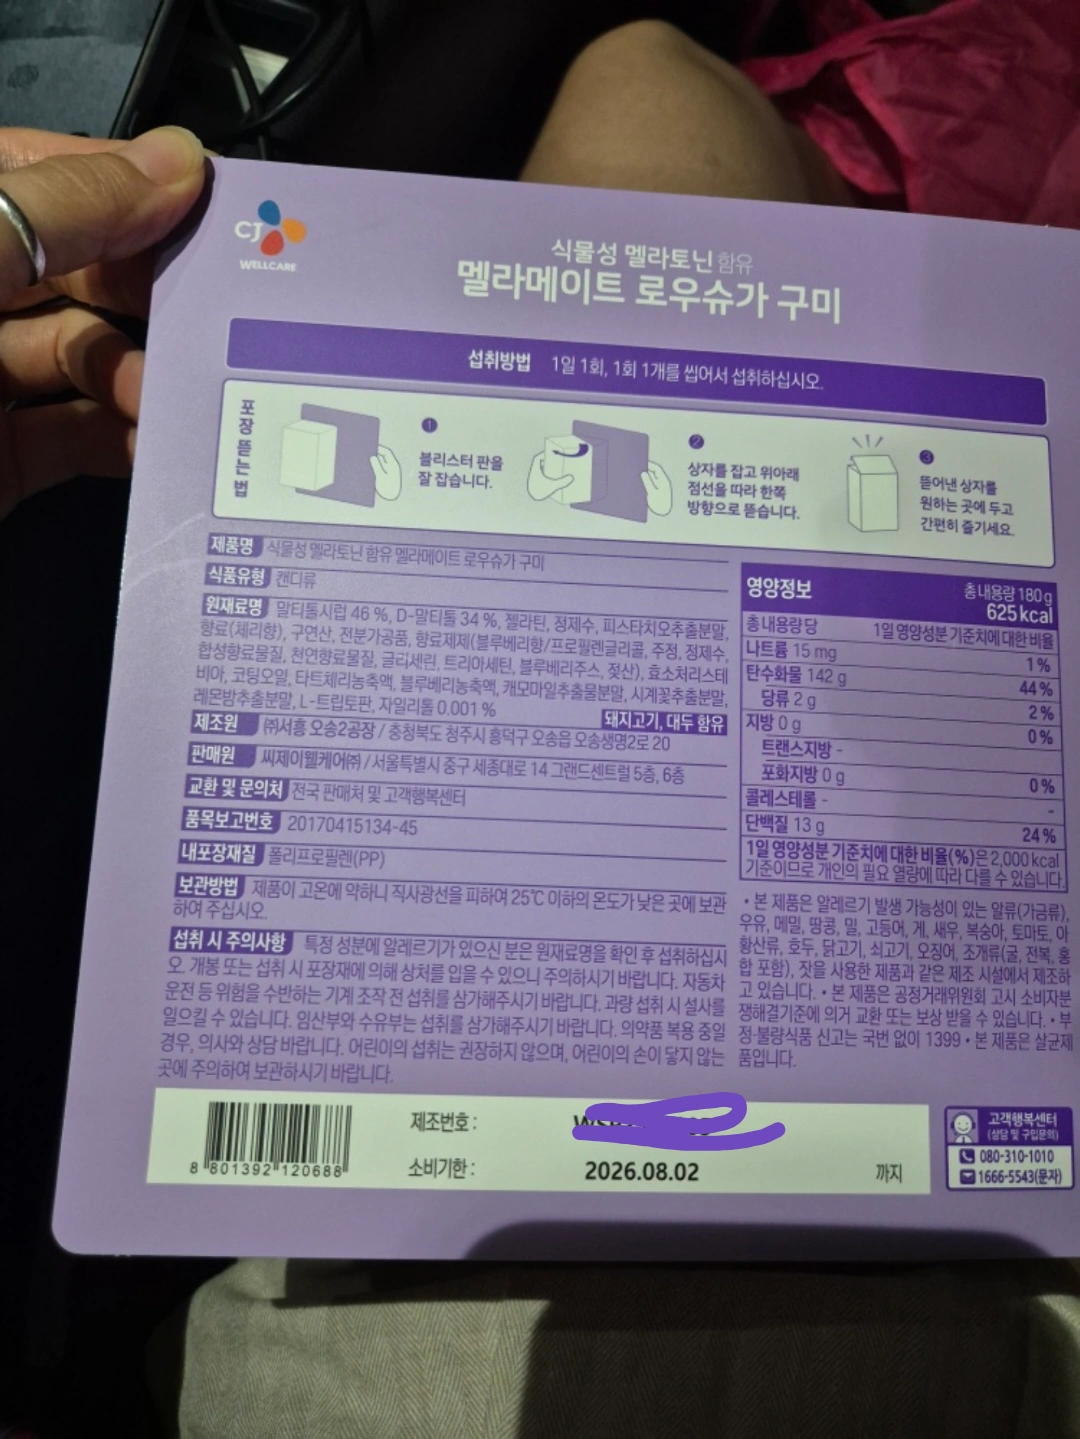 CJ
WELLCARE
식물성 멜라토닌 함유
멜라메이트 로우슈가 구미
섭취방법 1일 1회, 1회 1개를 씹어서 섭취하십시오.
포장 뜯는 법
1
블리스터 판을
잘 잡습니다.
2
상자를 잡고 위아래
점선을 따라 한쪽
방향으로 뜯습니다.
3
뜯어낸 상자를
원하는 곳에 두고
간편히 즐기세요.
제품명 식물성 멜라토닌 함유 멜라메이트 로우슈가 구미
식품유형 캔디류
원재료명 말티톨시럽 46 %, D-말티톨 34 %, 젤라틴, 정제수, 피스타치오추출분말,
향료(체리향), 구연산, 전분가공품, 향료제제(블루베리향/프로필렌글리콜, 주정, 정제수,
합성향료물질, 천연향료물질, 글리세린, 트리아세틴, 블루베리주스, 젖산), 효소처리스테
비아, 코팅오일, 타트체리농축액, 블루베리농축액, 캐모마일추출물분말, 시계꽃추출분말,
레몬밤추출분말, L-트립토판, 자일리톨 0.001 %
돼지고기, 대두 함유
제조원 ㈜서흥 오송2공장 / 충청북도 청주시 흥덕구 오송읍 오송생명2로 20
판매원 씨제이웰케어㈜ / 서울특별시 중구 세종대로 14 그랜드센트럴 5층, 6층
교환 및 문의처 전국 판매처 및 고객행복센터
품목보고번호 20170415134-45
내포장재질 폴리프로필렌(PP)
보관방법 제품이 고온에 약하니 직사광선을 피하여 25℃ 이하의 온도가 낮은 곳에 보관
하여 주십시오.
섭취 시 주의사항 특정 성분에 알레르기가 있으신 분은 원재료명을 확인 후 섭취하십시
오. 개봉 또는 섭취 시 포장재에 의해 상처를 입을 수 있으니 주의하시기 바랍니다. 자동차
운전 등 위험을 수반하는 기계 조작 전 섭취를 삼가해주시기 바랍니다. 과량 섭취 시 설사를
일으킬 수 있습니다. 임산부와 수유부는 섭취를 삼가해주시기 바랍니다. 의약품 복용 중일
경우, 의사와 상담 바랍니다. 어린이의 섭취는 권장하지 않으며, 어린이의 손이 닿지 않는
곳에 주의하여 보관하시기 바랍니다.
영양정보 총 내용량 180 g
625 kcal
총 내용량당 1일 영양성분 기준치에 대한 비율
나트륨 15 mg 1 %
탄수화물 142 g 44 %
당류 2 g 2 %
지방 0 g 0 %
트랜스지방 -
포화지방 0 g 0 %
콜레스테롤 - -
단백질 13 g 24 %
1일 영양성분 기준치에 대한 비율(%)은 2,000 kcal
기준이므로 개인의 필요 열량에 따라 다를 수 있습니다.
• 본 제품은 알레르기 발생 가능성이 있는 알류(가금류),
우유, 메밀, 땅콩, 밀, 고등어, 게, 새우, 복숭아, 토마토, 아
황산류, 호두, 닭고기, 쇠고기, 오징어, 조개류(굴, 전복, 홍
합 포함), 잣을 사용한 제품과 같은 제조 시설에서 제조하
고 있습니다. • 본 제품은 공정거래위원회 고시 소비자분
쟁해결기준에 의거 교환 또는 보상 받을 수 있습니다. • 부
정·불량식품 신고는 국번 없이 1399 • 본 제품은 살균제
품입니다.
8 801392 120688
제조번호 :
소비기한 : 2026.08.02 까지
고객행복센터
(상담 및 구입문의)
080-310-1010
1666-5543(문자)